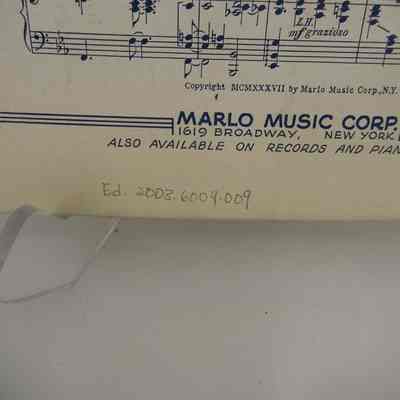 L.H.
mf grazioso
Copyright MCMXXXVII by Marlo Music Corp., N.Y.
MARLO MUSIC CORP.
1619 BROADWAY, NEW YORK
ALSO AVAILABLE ON RECORDS AND PIAN
Ed. 2003.6004.009